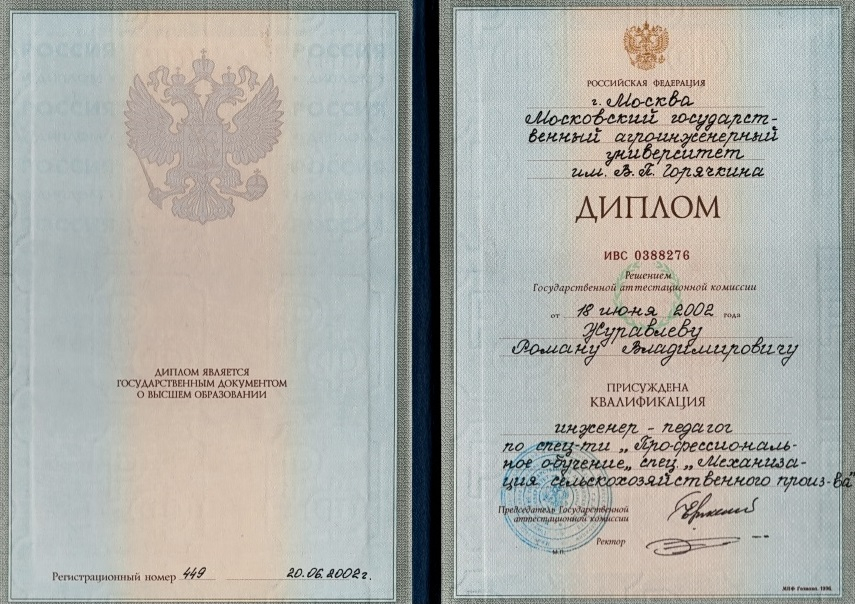 ДИПЛОМ ЯВЛЯЕТСЯ
ГОСУДАРСТВЕННЫМ ДОКУМЕНТОМ
О ВЫСШЕМ ОБРАЗОВАНИИ
Регистрационный номер 449 20.06.2002г.
РОССИЙСКАЯ ФЕДЕРАЦИЯ
г. Москва
Московский государст-
венный агроинженерный
университет
им. В.П. Горячкина
ДИПЛОМ
ИВС 0388276
Решением
Государственной аттестационной комиссии
от 18 июня 2002 года
Журавлеву
Роману Владимировичу
ПРИСУЖДЕНА
КВАЛИФИКАЦИЯ
инженер - педагог
по спец-ти „Профессиональ-
ное обучение„ спец „Механиза-
ция сельскохозяйственного произ-ва"
Председатель Государственной
аттестационной комиссии
Ректор
М.П.
МПФ Гознака. 1996.